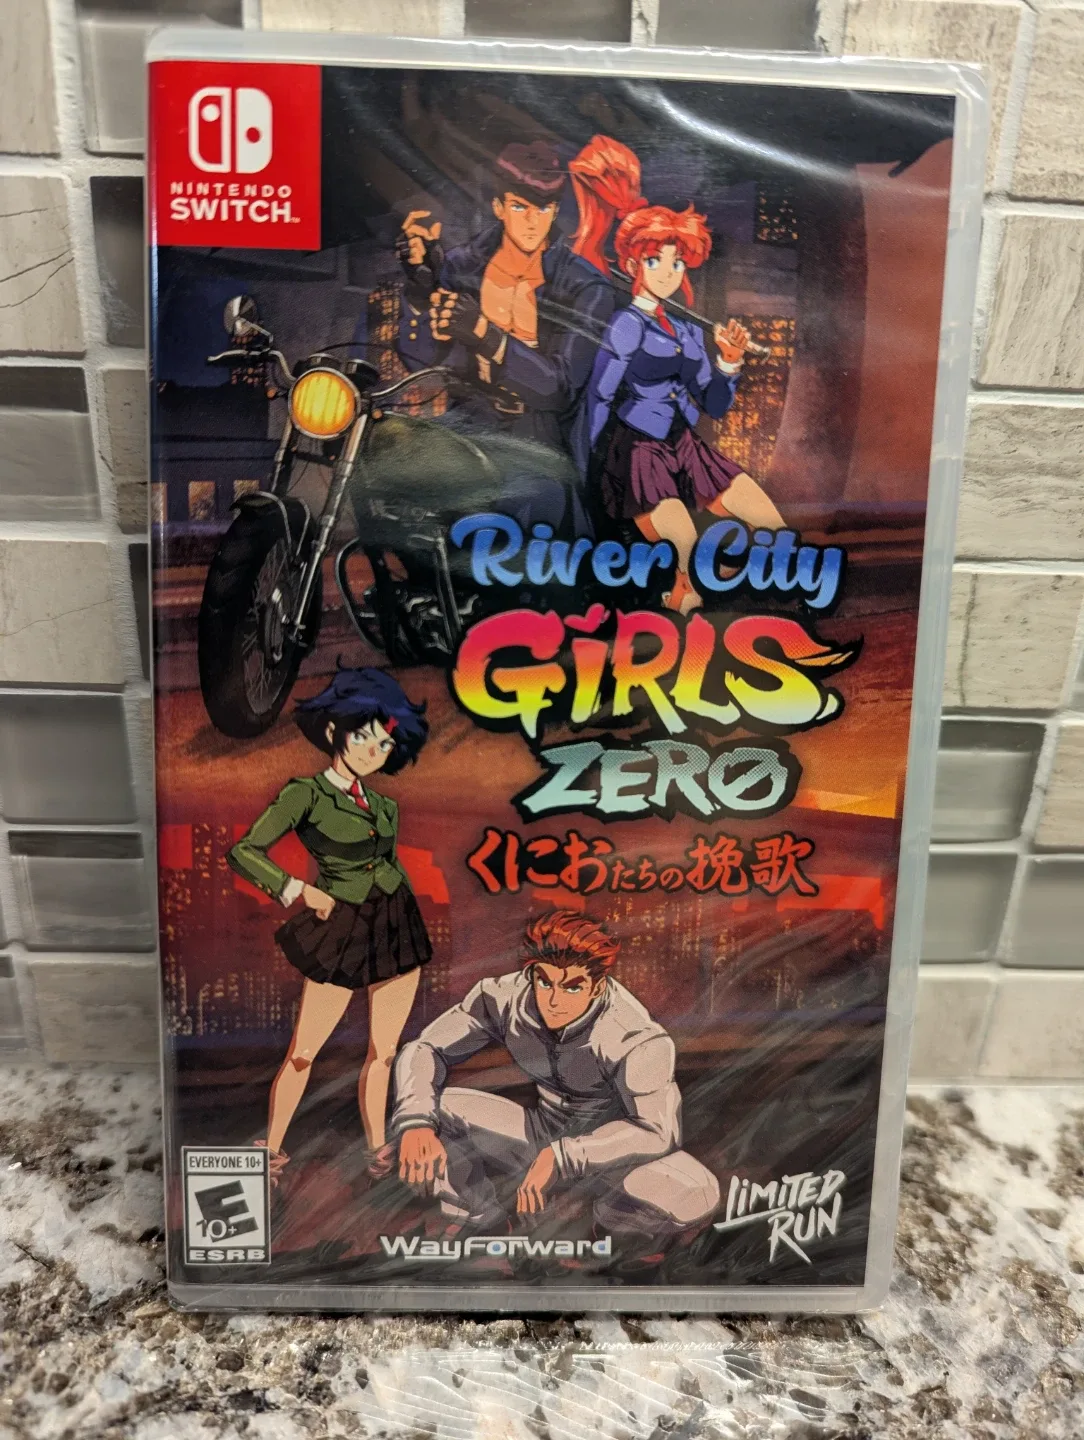 NINTENDO
SWITCH™
River City
GiRLS
ZERO
くにおたちの挽歌
EVERYONE 10+
E
10+
ESRB
WayForward
LiMiTED
RUN